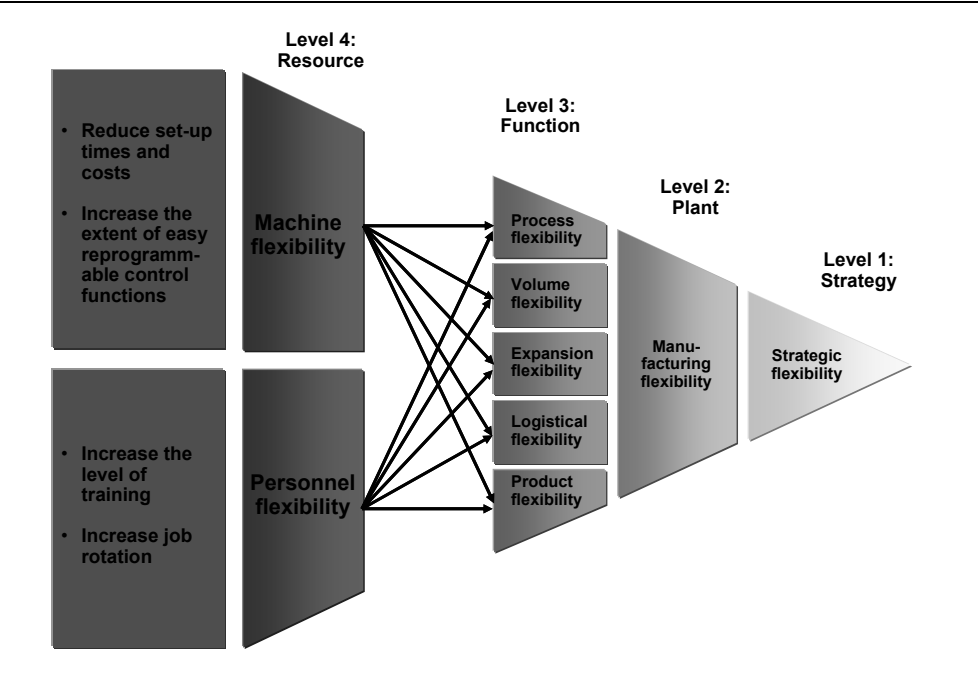 Level 4:
Resource
• Reduce set-up
times and
costs
• Increase the
extent of easy
reprogramm-
able control
functions
Machine
flexibility
• Increase the
level of
training
• Increase job
rotation
Personnel
flexibility
Level 3:
Function
Process
flexibility
Volume
flexibility
Expansion
flexibility
Logistical
flexibility
Product
flexibility
Level 2:
Plant
Manu-
facturing
flexibility
Level 1:
Strategy
Strategic
flexibility